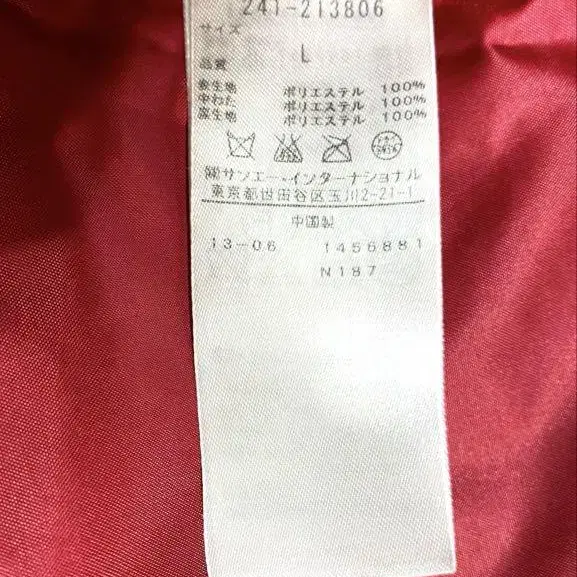 241-213806
サイズ
L
品質
表生地 ポリエステル 100%
中わた ポリエステル 100%
裏生地 ポリエステル 100%
㈱サンエー・インターナショナル
東京都世田谷区玉川2-21-1
中国製
13-06 1456881
N187